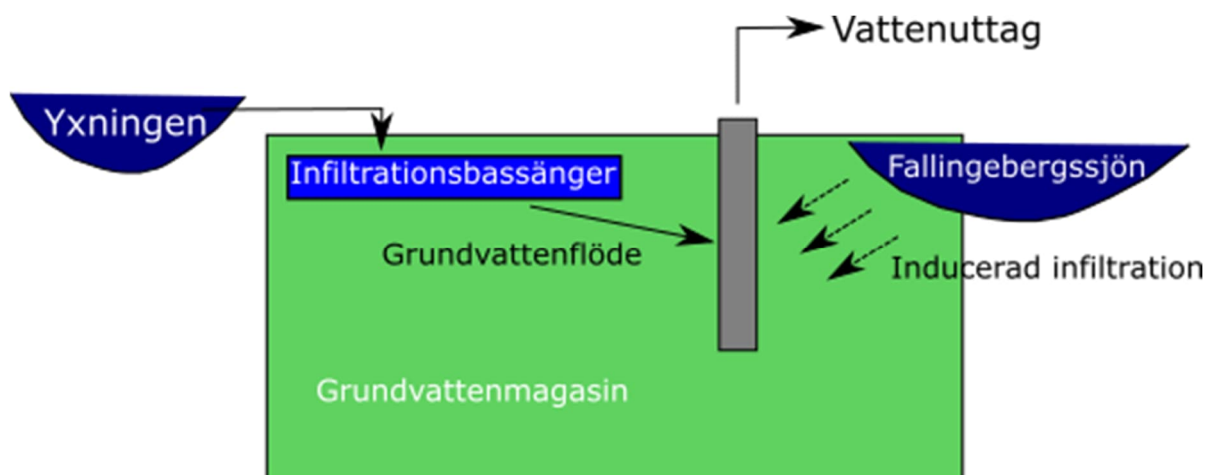 Vattenuttag
Yxningen
Infiltrationsbassänger
Fallingebergssjön
Grundvattenflöde
Inducerad infiltration
Grundvattenmagasin